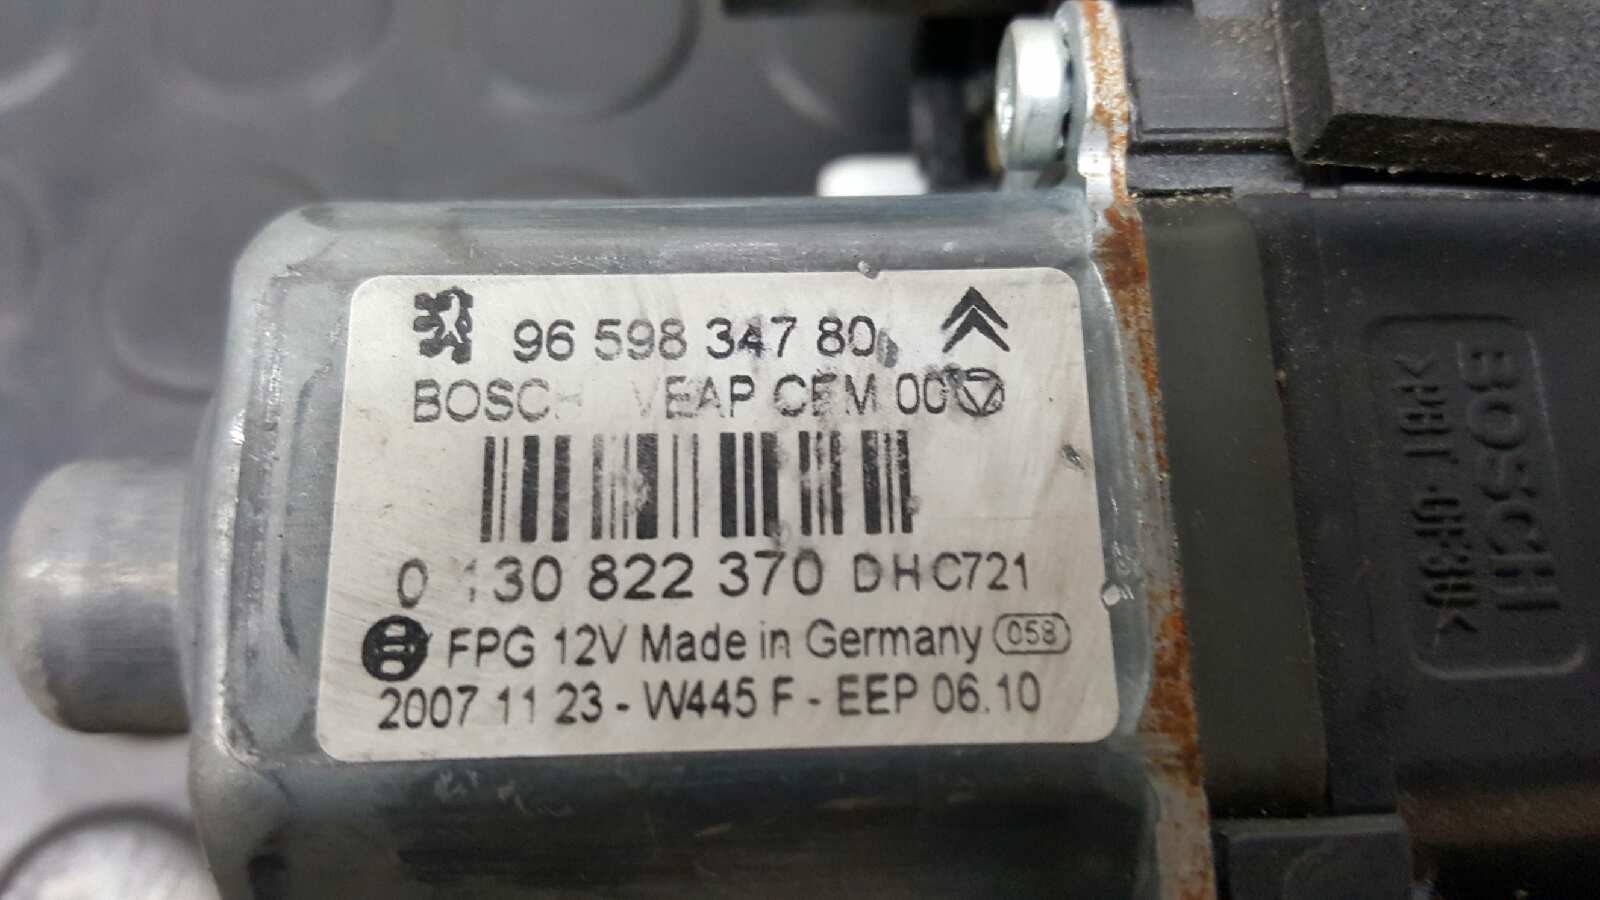 96 598 347 80
BOSCH VEAP CEM 00
0 130 822 370 DHC721
FPG 12V Made in Germany 058
2007 11 23 - W445 F - EEP 06.10
BOSCH